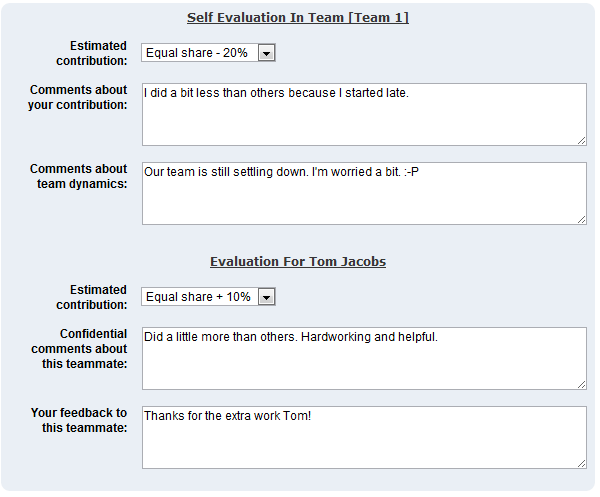 Self Evaluation In Team [Team 1]
Estimated
contribution:
Equal share - 20%
Comments about
your contribution:
I did a bit less than others because I started late.
Comments about
team dynamics:
Our team is still settling down. I'm worried a bit. :-P
Evaluation For Tom Jacobs
Estimated
contribution:
Equal share + 10%
Confidential
comments about
this teammate:
Did a little more than others. Hardworking and helpful.
Your feedback to
this teammate:
Thanks for the extra work Tom!